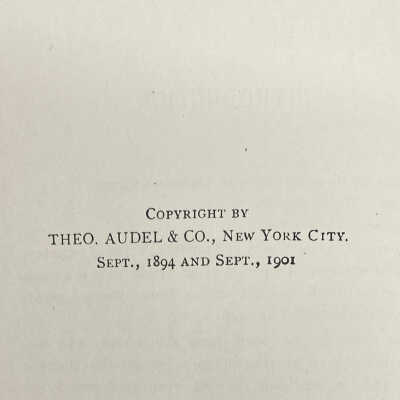 Copyright by
THEO. AUDEL & CO., New York City.
Sept., 1894 and Sept., 1901